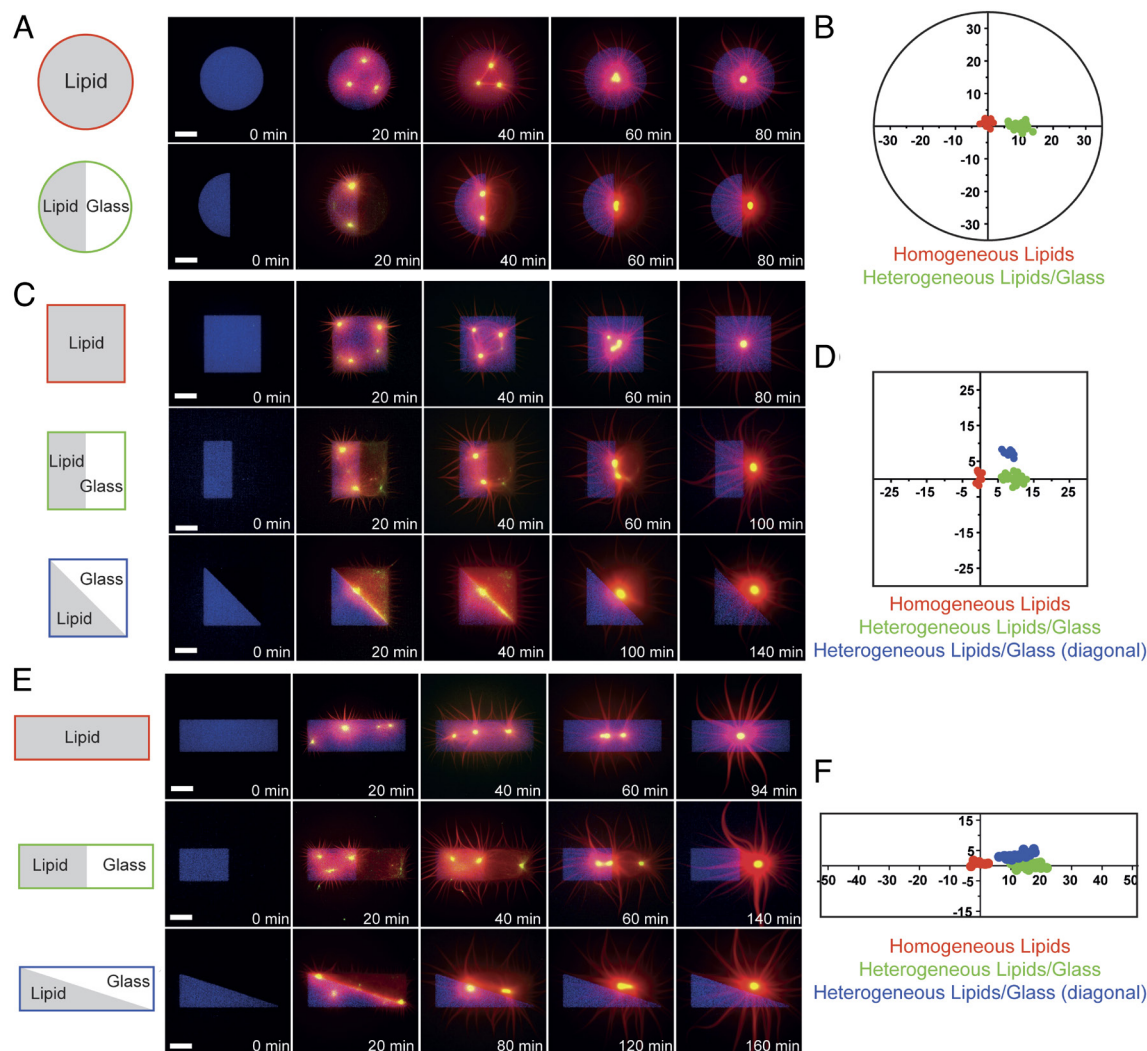 A
Lipid
0 min
20 min
40 min
60 min
80 min
Lipid
Glass
0 min
20 min
40 min
60 min
80 min
B
30
20
10
-30
-20
-10
10
20
30
-10
-20
-30
Homogeneous Lipids
Heterogeneous Lipids/Glass
C
Lipid
0 min
20 min
40 min
60 min
80 min
Lipid
Glass
0 min
20 min
40 min
60 min
100 min
Glass
Lipid
0 min
20 min
40 min
100 min
140 min
D
25
15
5
-25
-15
-5
5
15
25
-5
-15
-25
Homogeneous Lipids
Heterogeneous Lipids/Glass
Heterogeneous Lipids/Glass (diagonal)
E
Lipid
0 min
20 min
40 min
60 min
94 min
Lipid
Glass
0 min
20 min
40 min
60 min
140 min
Glass
Lipid
0 min
20 min
80 min
120 min
160 min
F
15
5
-50
-40
-30
-20
-10
10
20
30
40
50
-5
-15
Homogeneous Lipids
Heterogeneous Lipids/Glass
Heterogeneous Lipids/Glass (diagonal)